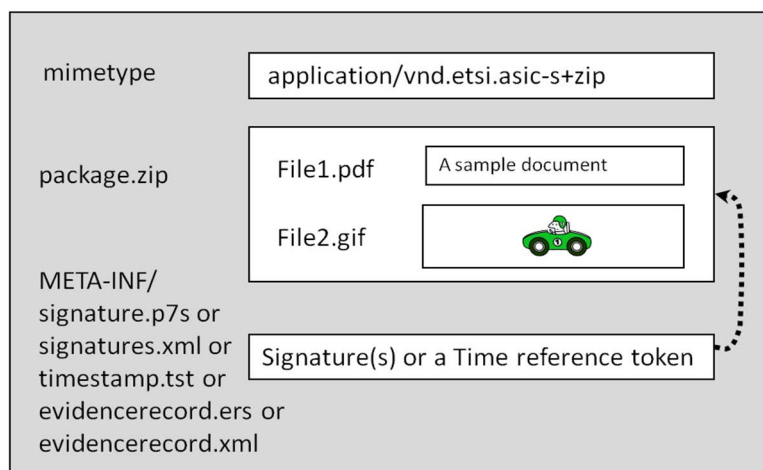 mimetype
application/vnd.etsi.asic-s+zip
package.zip
File1.pdf
A sample document
File2.gif
1
META-INF/
signature.p7s or
signatures.xml or
timestamp.tst or
evidencerecord.ers or
evidencerecord.xml
Signature(s) or a Time reference token